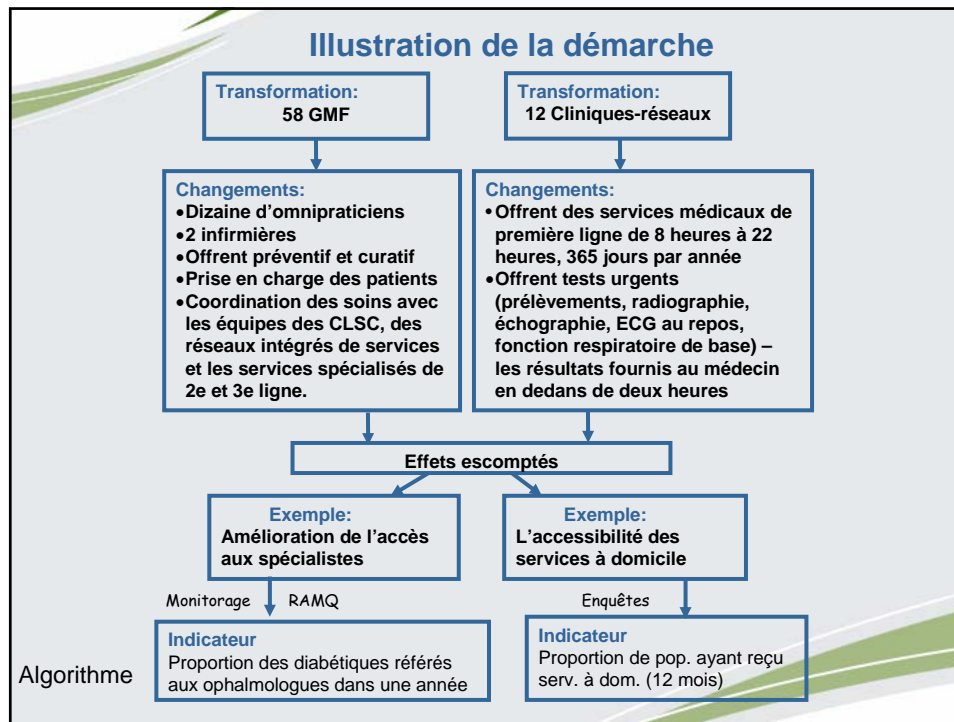 Illustration de la démarche
Transformation:
58 GMF
Transformation:
12 Cliniques-réseaux
Changements:
•Dizaine d’omnipraticiens
•2 infirmières
•Offrent préventif et curatif
•Prise en charge des patients
•Coordination des soins avec
les équipes des CLSC, des
réseaux intégrés de services
et les services spécialisés de
2e et 3e ligne.
Changements:
• Offrent des services médicaux de
première ligne de 8 heures à 22
heures, 365 jours par année
•Offrent tests urgents
(prélèvements, radiographie,
échographie, ECG au repos,
fonction respiratoire de base) –
les résultats fournis au médecin
en dedans de deux heures
Effets escomptés
Exemple:
Amélioration de l’accès
aux spécialistes
Exemple:
L’accessibilité des
services à domicile
Monitorage RAMQ
Enquêtes
Indicateur
Proportion des diabétiques référés
aux ophalmologues dans une année
Indicateur
Proportion de pop. ayant reçu
serv. à dom. (12 mois)
Algorithme